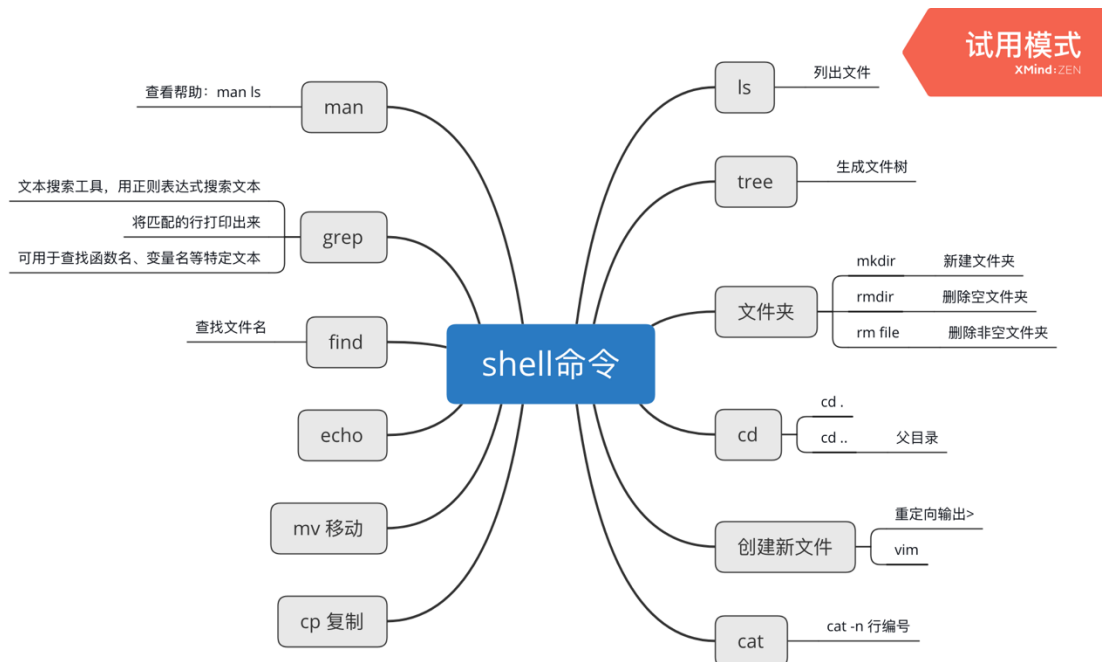 试用模式
XMind:ZEN
shell命令
man
查看帮助：man ls
grep
文本搜索工具，用正则表达式搜索文本
将匹配的行打印出来
可用于查找函数名、变量名等特定文本
find
查找文件名
echo
mv 移动
cp 复制
ls
列出文件
tree
生成文件树
文件夹
mkdir 新建文件夹
rmdir 删除空文件夹
rm file 删除非空文件夹
cd
cd .
cd .. 父目录
创建新文件
重定向输出>
vim
cat
cat -n 行编号